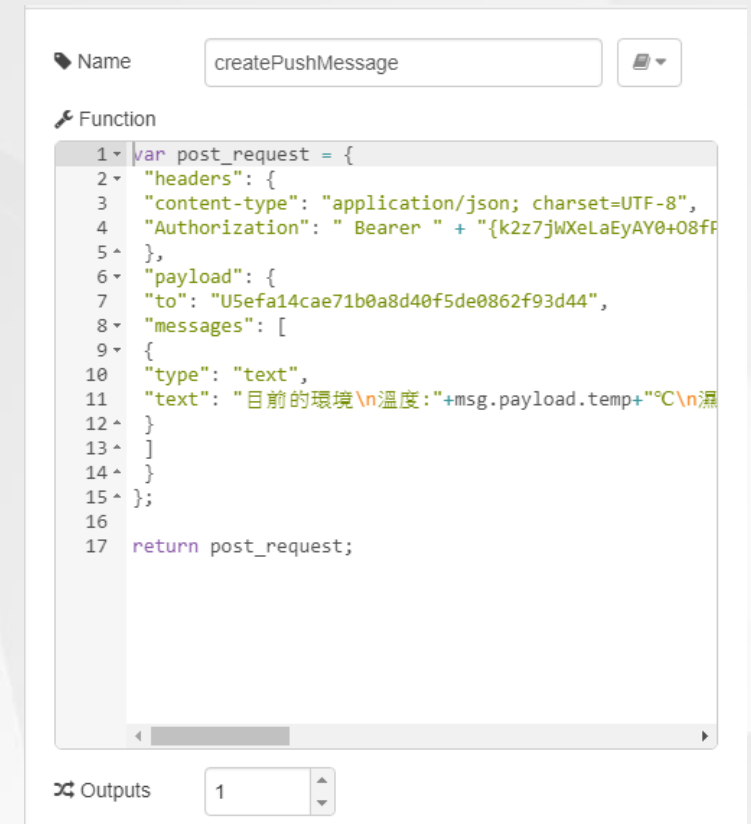 Name
createPushMessage
Function
1 var post_request = {
2 "headers": {
3 "content-type": "application/json; charset=UTF-8",
4 "Authorization": " Bearer " + "{k2z7jWXeLaEyAY0+O8fF
5 },
6 "payload": {
7 "to": "U5efa14cae71b0a8d40f5de0862f93d44",
8 "messages": [
9 {
10 "type": "text",
11 "text": "目前的環境\n溫度:"+msg.payload.temp+"℃\n濕
12 }
13 ]
14 }
15 };
16
17 return post_request;
Outputs
1